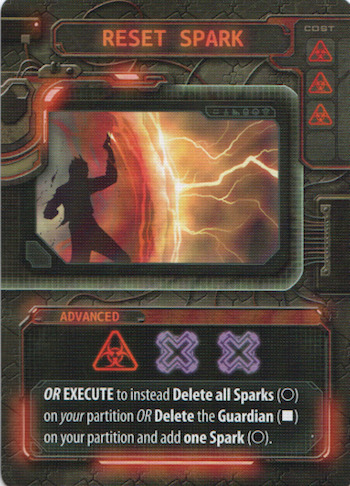 RESET SPARK
COST
ADVANCED
OR EXECUTE to instead Delete all Sparks (○)
on your partition OR Delete the Guardian (■)
on your partition and add one Spark (○).